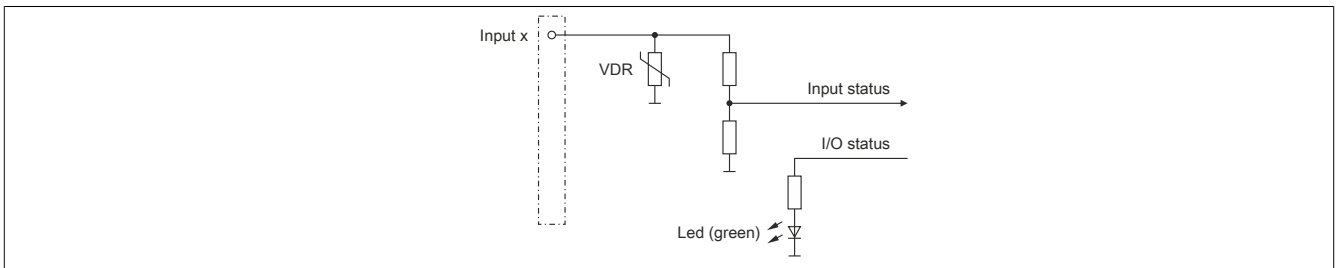 Input x
VDR
Input status
I/O status
Led (green)